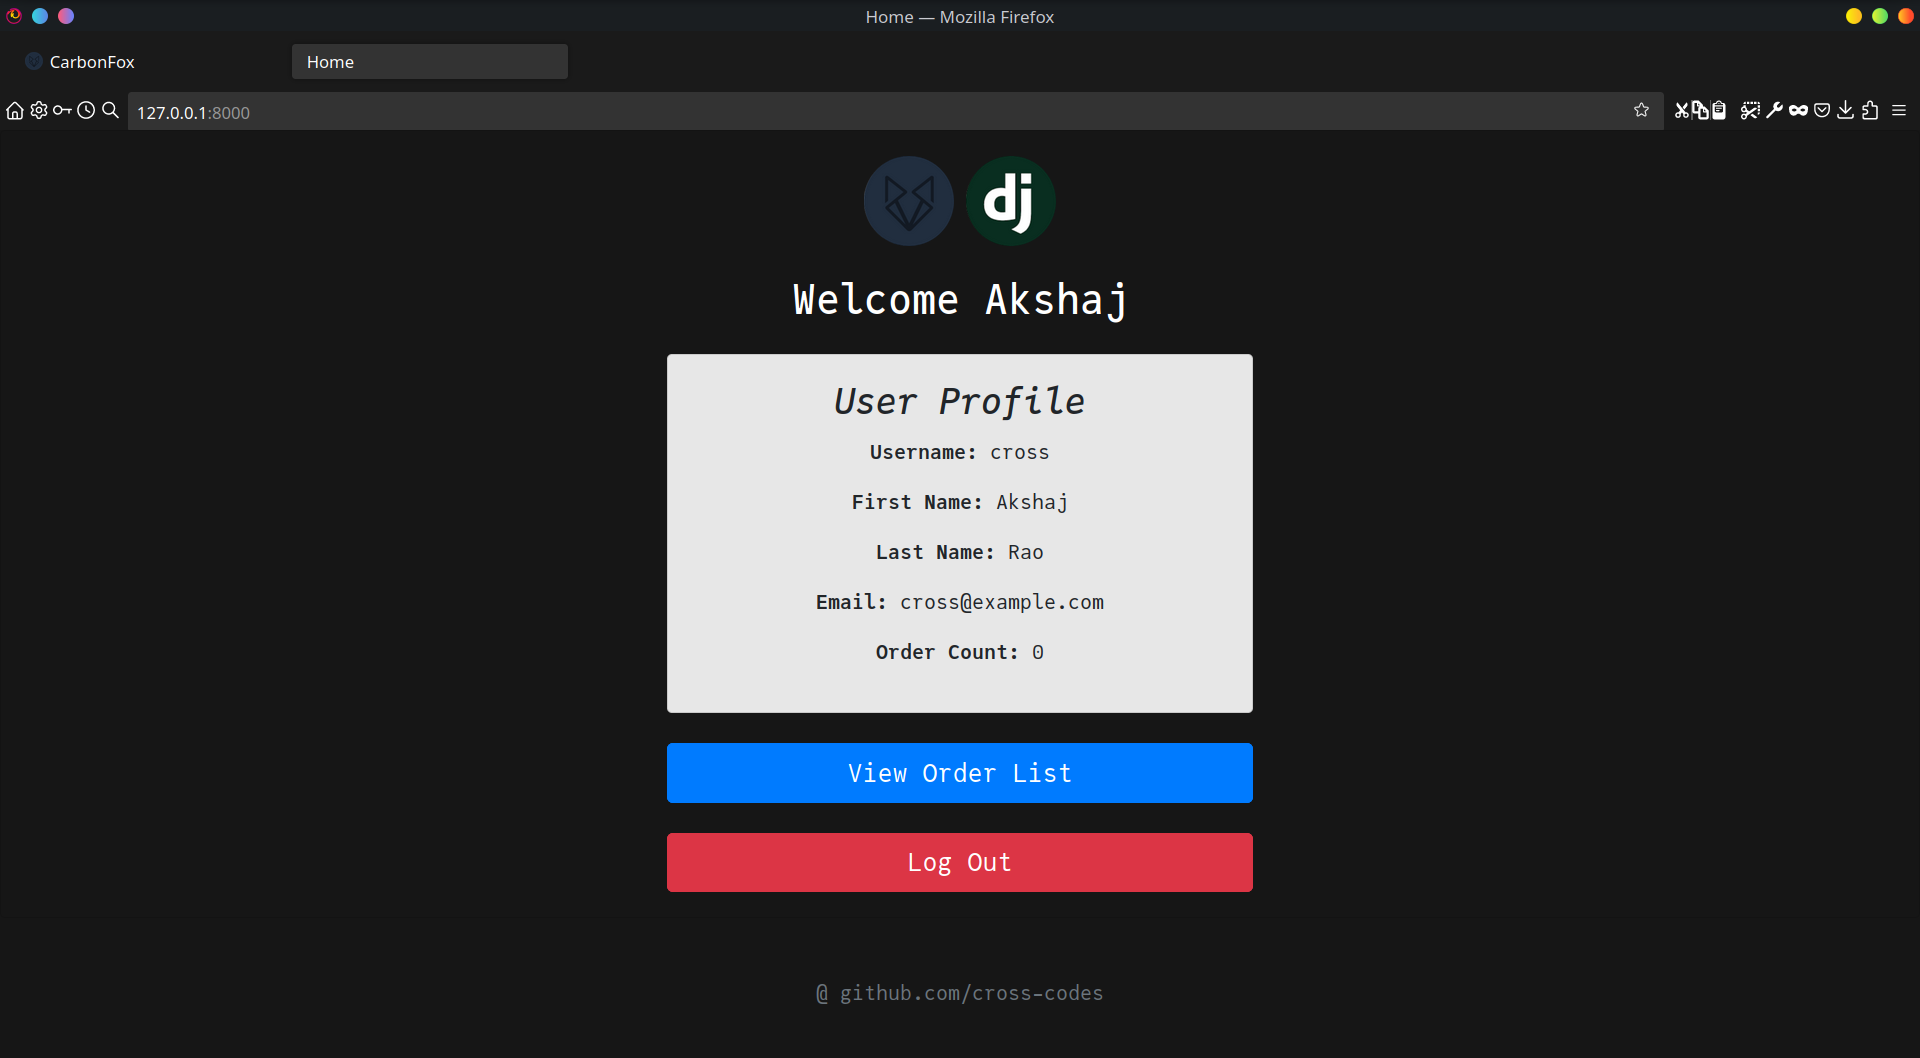 Home — Mozilla Firefox
CarbonFox
Home
127.0.0.1:8000
dj
Welcome Akshaj
User Profile
Username: cross
First Name: Akshaj
Last Name: Rao
Email: cross@example.com
Order Count: 0
View Order List
Log Out
@ github.com/cross-codes